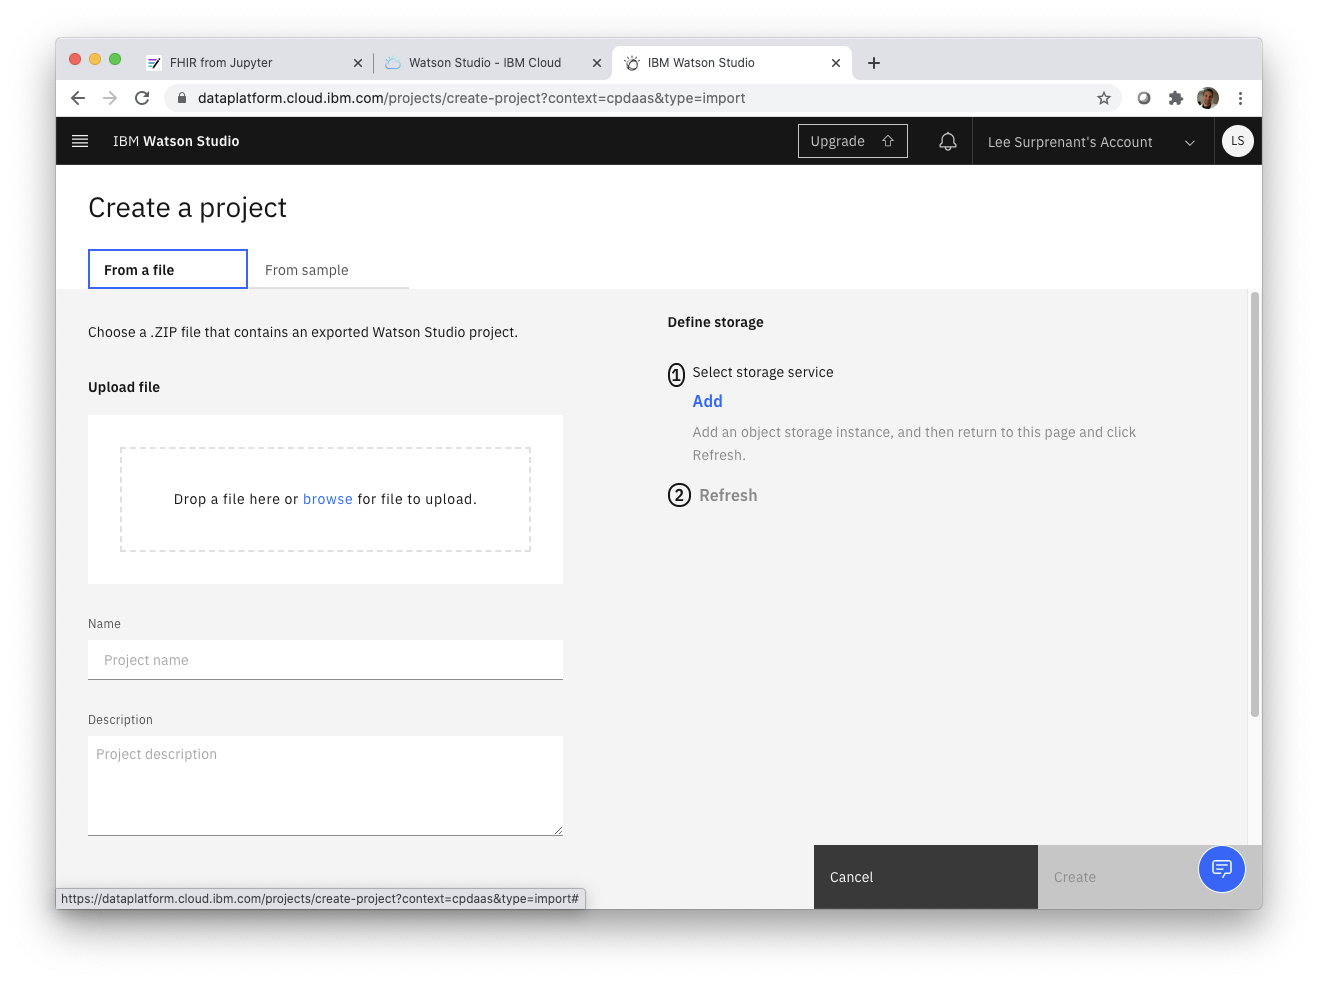 FHIR from Jupyter
Watson Studio - IBM Cloud
IBM Watson Studio
dataplatform.cloud.ibm.com/projects/create-project?context=cpdaas&type=import
IBM Watson Studio
Upgrade
Lee Surprenant's Account
LS
Create a project
From a file
From sample
Choose a .ZIP file that contains an exported Watson Studio project.
Upload file
Drop a file here or browse for file to upload.
Name
Project name
Description
Project description
Define storage
1 Select storage service
Add
Add an object storage instance, and then return to this page and click
Refresh.
2 Refresh
Cancel
Create
https://dataplatform.cloud.ibm.com/projects/create-project?context=cpdaas&type=import#